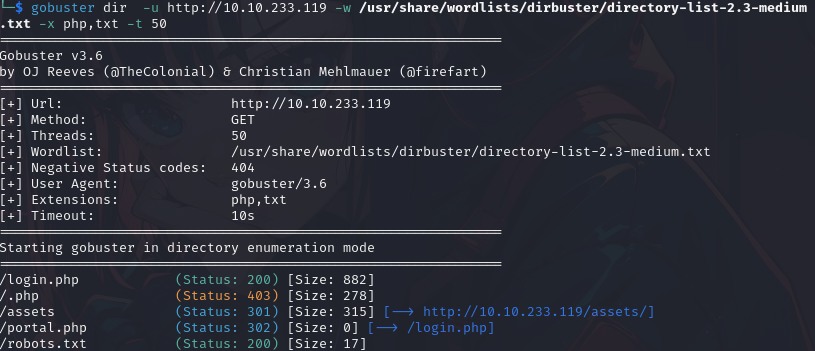 └─$ gobuster dir  -u http://10.10.233.119 -w /usr/share/wordlists/dirbuster/directory-list-2.3-medium
.txt -x php,txt -t 50
===============================================================
Gobuster v3.6
by OJ Reeves (@TheColonial) & Christian Mehlmauer (@firefart)
===============================================================
[+] Url:                     http://10.10.233.119
[+] Method:                  GET
[+] Threads:                 50
[+] Wordlist:                /usr/share/wordlists/dirbuster/directory-list-2.3-medium.txt
[+] Negative Status codes:   404
[+] User Agent:              gobuster/3.6
[+] Extensions:              php,txt
[+] Timeout:                 10s
===============================================================
Starting gobuster in directory enumeration mode
===============================================================
/login.php            (Status: 200) [Size: 882]
/.php                 (Status: 403) [Size: 278]
/assets               (Status: 301) [Size: 315] [--> http://10.10.233.119/assets/]
/portal.php           (Status: 302) [Size: 0] [--> /login.php]
/robots.txt           (Status: 200) [Size: 17]